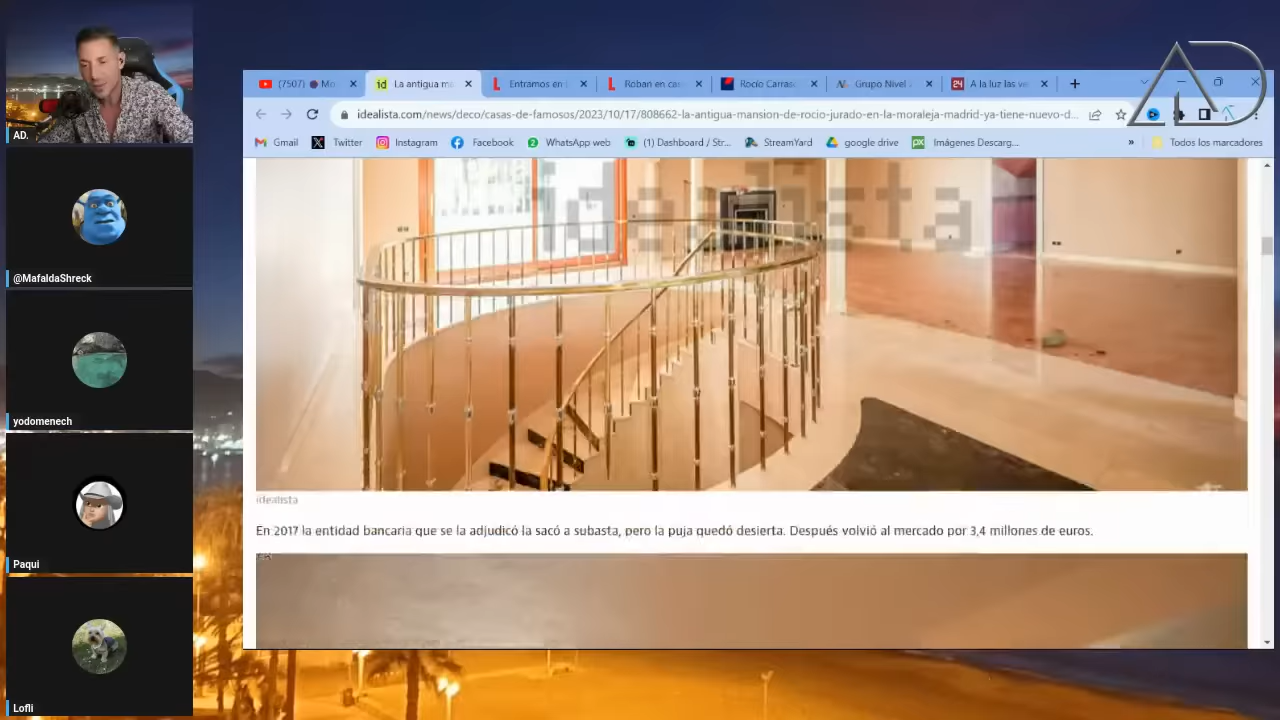 AD
(7507)
La antigua m
Entramos en
Roban en cas
Rocío Carras
Grupo Nivel
A la luz las ve
idealista.com/news/deco/casas-de-famosos/2023/10/17/808662-la-antigua-mansion-de-rocio-jurado-en-la-moraleja-madrid-ya-tiene-nuevo-d...
Gmail
Twitter
Instagram
Facebook
WhatsApp web
(1) Dashboard / Str...
StreamYard
google drive
Imágenes Descarg...
»
Todos los marcadores
idealista
idealista
En 2017 la entidad bancaria que se la adjudicó la sacó a subasta, pero la puja quedó desierta. Después volvió al mercado por 3,4 millones de euros.
AD.
@MafaldaShreck
yodomenech
Paqui
Lofli